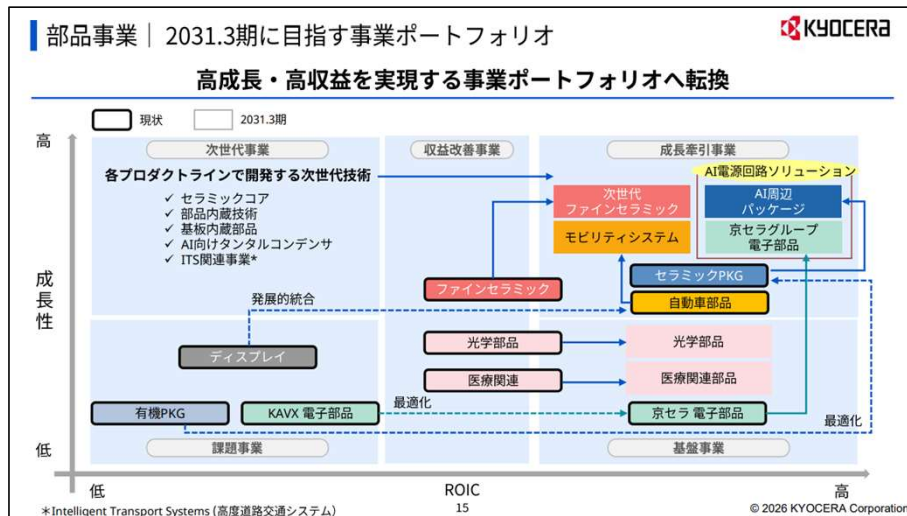 部品事業｜ 2031.3期に目指す事業ポートフォリオ
KYOCERA
高成長・高収益を実現する事業ポートフォリオへ転換
現状
2031.3期
高
次世代事業
収益改善事業
成長牽引事業
各プロダクトラインで開発する次世代技術
✓ セラミックコア
✓ 部品内蔵技術
✓ 基板内蔵部品
✓ AI向けタンタルコンデンサ
✓ ITS関連事業*
AI電源回路ソリューション
次世代
ファインセラミック
AI周辺
パッケージ
モビリティシステム
京セラグループ
電子部品
成長性
ファインセラミック
セラミックPKG
自動車部品
発展的統合
ディスプレイ
光学部品
光学部品
医療関連
医療関連部品
有機PKG
KAVX 電子部品
最適化
京セラ 電子部品
最適化
低
課題事業
基盤事業
低
ROIC
高
＊Intelligent Transport Systems (高度道路交通システム)
15
© 2026 KYOCERA Corporation